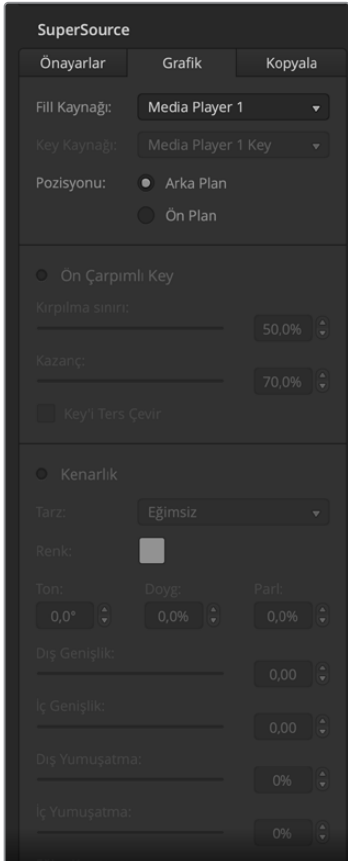 SuperSource
Önayarlar Grafik Kopyala
Fill Kaynağı: Media Player 1
Key Kaynağı: Media Player 1 Key
Pozisyonu: Arka Plan
Ön Plan
Ön Çarpımlı Key
Kırpılma sınırı:
50,0%
Kazanç:
70,0%
Key'i Ters Çevir
Kenarlık
Tarz: Eğimsiz
Renk:
Ton: Doyg: Parl:
0,0° 0,0% 0,0%
Dış Genişlik:
0,00
İç Genişlik:
0,00
Dış Yumuşatma:
0%
İç Yumuşatma:
0%